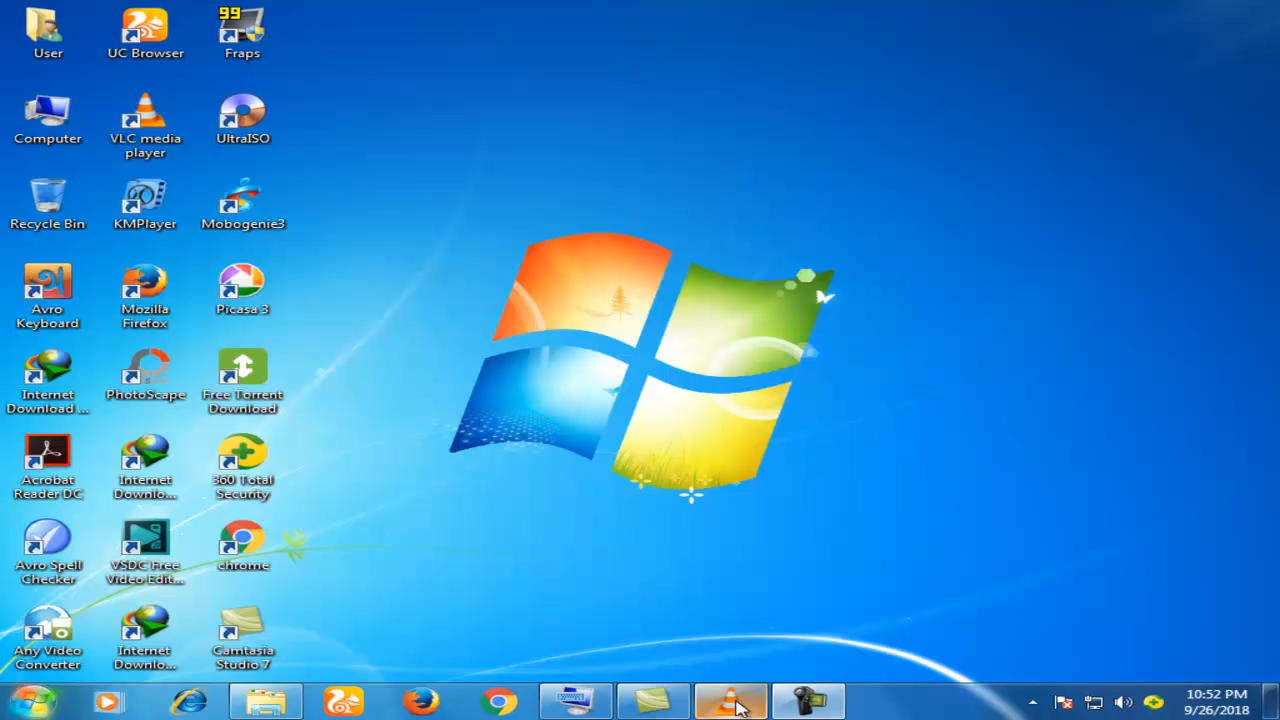 User
UC Browser
99
Fraps
Computer
VLC media
player
UltraISO
Recycle Bin
KMPlayer
Mobogenie3
Avro
Keyboard
Mozilla
Firefox
Picasa 3
Internet
Download ...
PhotoScape
Free Torrent
Download
Acrobat
Reader DC
Internet
Downlo...
360 Total
Security
Avro Spell
Checker
VSDC Free
Video Edit...
chrome
Any Video
Converter
Internet
Downlo...
Camtasia
Studio 7
10:52 PM
9/26/2018